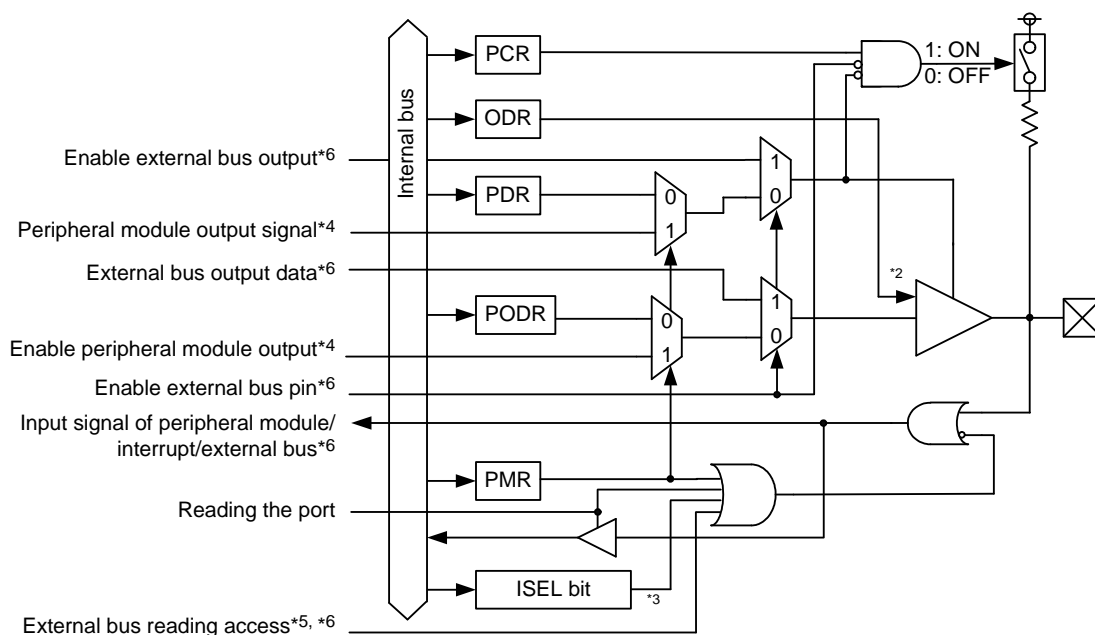 PCR
1: ON
0: OFF
Internal bus
ODR
Enable external bus output*6
1
PDR
0
0
Peripheral module output signal*4
1
External bus output data*6
*2
1
PODR
0
0
Enable peripheral module output*4
1
Enable external bus pin*6
Input signal of peripheral module/
interrupt/external bus*6
PMR
Reading the port
ISEL bit
*3
External bus reading access*5, *6